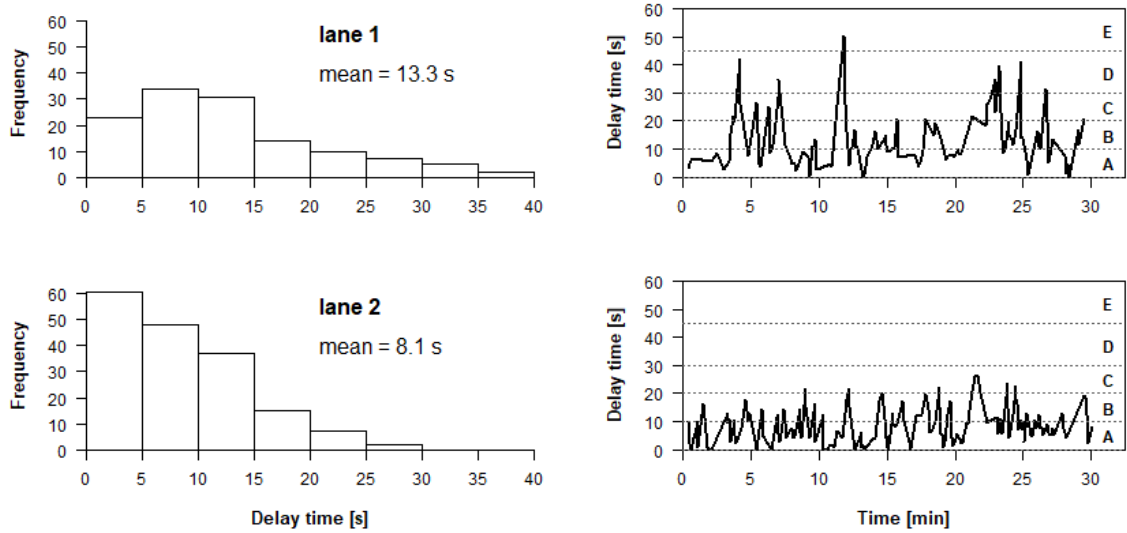 lane 1
mean = 13.3 s
Frequency
60
50
40
30
20
10
0
0 5 10 15 20 25 30 35 40
Delay time [s]
60
50
40
30
20
10
0
E
D
C
B
A
0 5 10 15 20 25 30
lane 2
mean = 8.1 s
Frequency
60
50
40
30
20
10
0
0 5 10 15 20 25 30 35 40
Delay time [s]
Delay time [s]
60
50
40
30
20
10
0
E
D
C
B
A
0 5 10 15 20 25 30
Time [min]